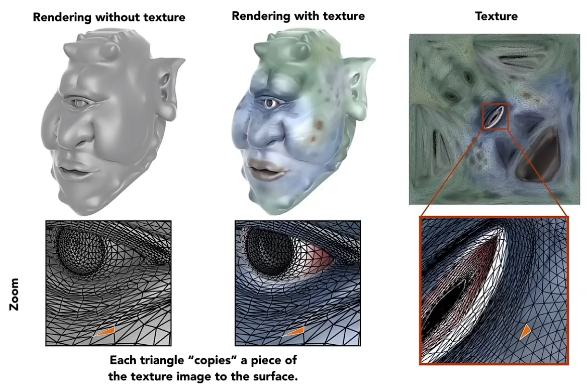 Rendering without texture
Rendering with texture
Texture
Zoom
Each triangle “copies” a piece of
the texture image to the surface.